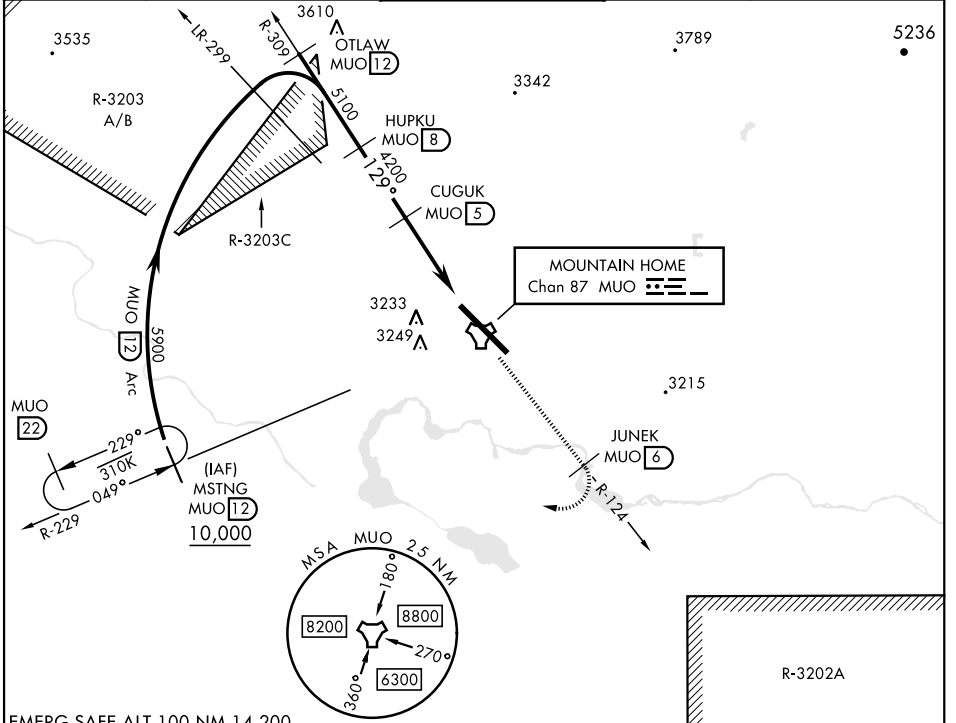 3610
3535
LR-299
R-309
OTLAW
MUO 12
3789
5236
3342
R-3203
A/B
5100
HUPKU
MUO 8
4200
129°
CUGUK
MUO 5
R-3203C
MOUNTAIN HOME
Chan 87 MUO
MUO 12 Arc
5900
3233
3249
3215
MUO
22
229°
310K
049°
R-229
(IAF)
MSTNG
MUO 12
10,000
JUNEK
MUO 6
R-124
MSA MUO 25 NM
180°
8200
8800
270°
6300
360°
R-3202A
EMERG SAFE ALT 100 NM 14,200